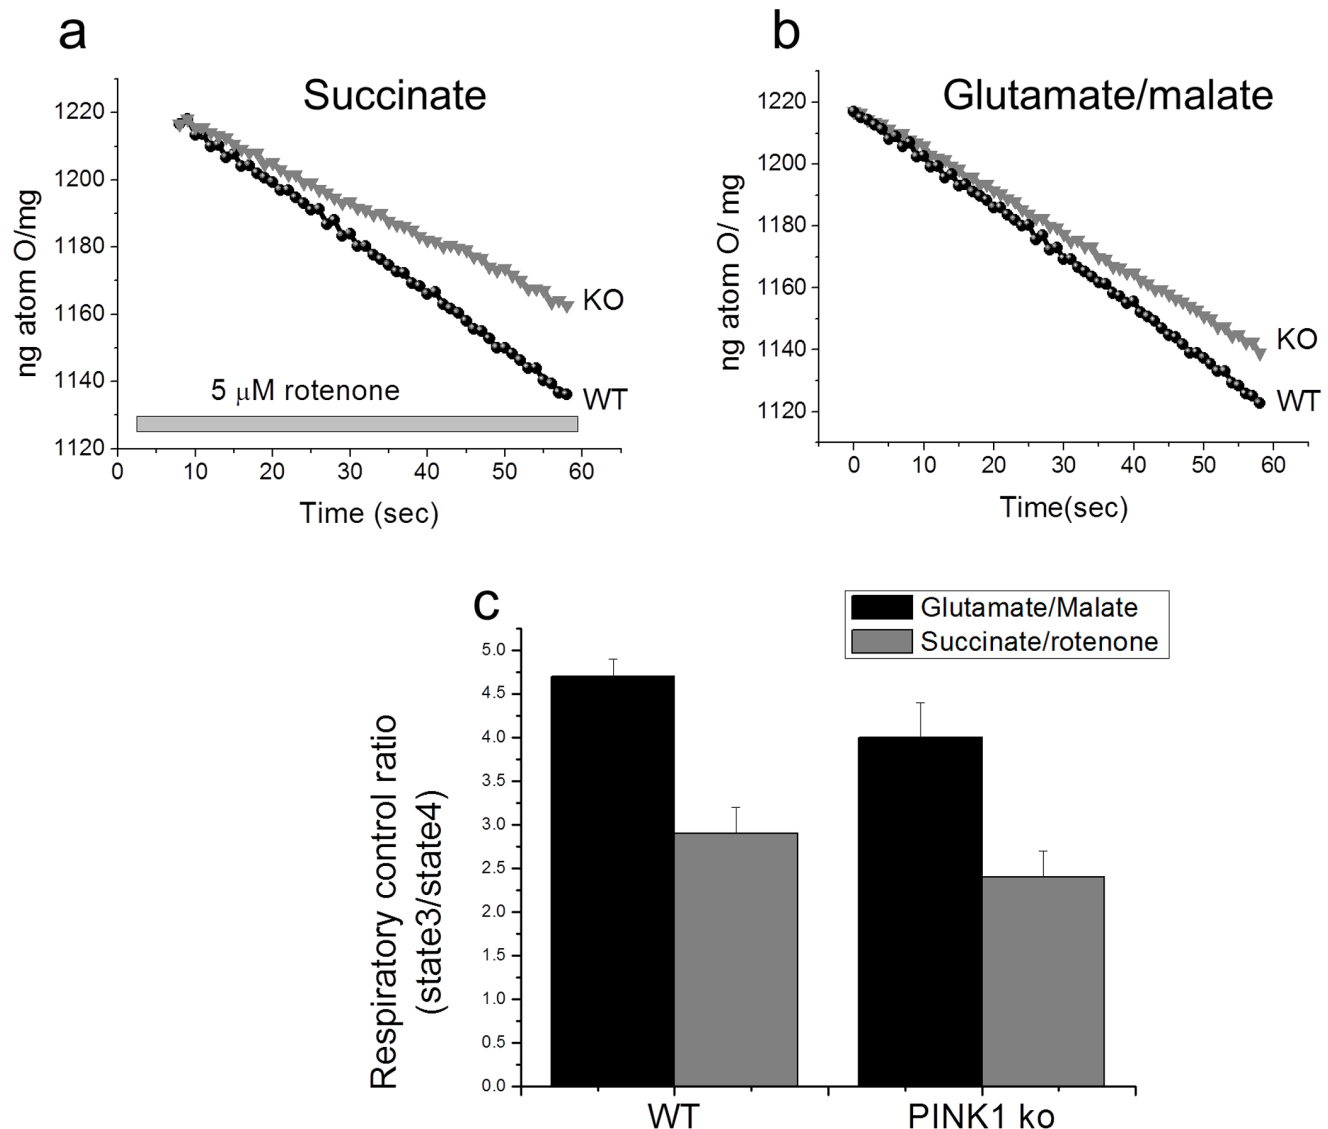 a
Succinate
1220
1200
1180
1160
1140
1120
ng atom O/mg
KO
WT
5 μM rotenone
0
10
20
30
40
50
60
Time (sec)
b
Glutamate/malate
1220
1200
1180
1160
1140
1120
ng atom O/ mg
KO
WT
0
10
20
30
40
50
60
Time(sec)
c
Glutamate/Malate
Succinate/rotenone
5.0
4.5
4.0
3.5
3.0
2.5
2.0
1.5
1.0
0.5
0.0
Respiratory control ratio
(state3/state4)
WT
PINK1 ko